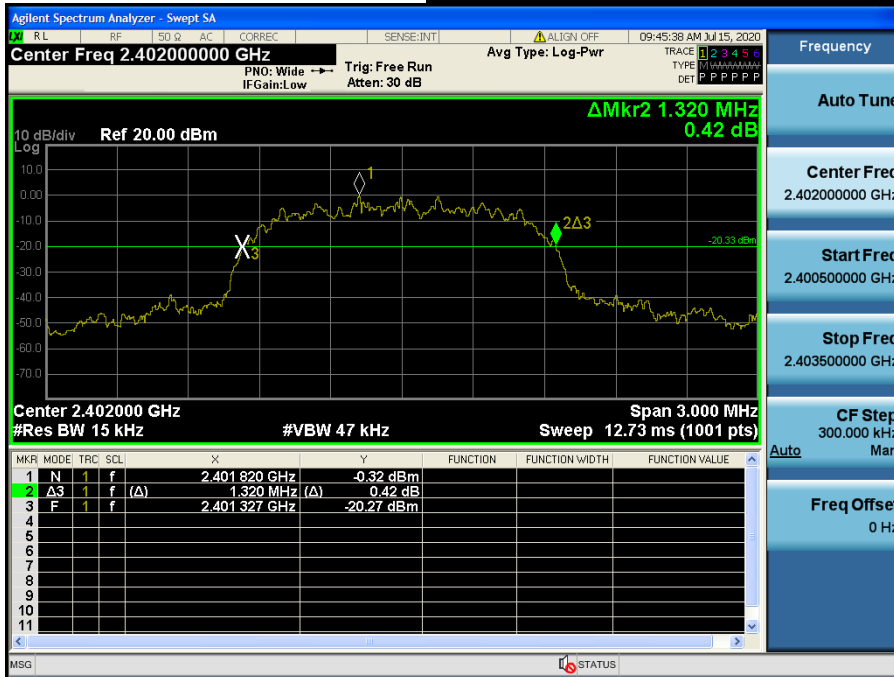 Agilent Spectrum Analyzer - Swept SA
LXI RL RF 50 Ω AC CORREC SENSE:INT ALIGN OFF 09:45:38 AM Jul 15, 2020
Center Freq 2.402000000 GHz
PNO: Wide
IFGain:Low
Trig: Free Run
Atten: 30 dB
Avg Type: Log-Pwr
TRACE 1 2 3 4 5 6
TYPE M
DET P P P P P P
ΔMkr2 1.320 MHz
0.42 dB
10 dB/div Ref 20.00 dBm
Log
10.0
0.00
-10.0
-20.0
-30.0
-40.0
-50.0
-60.0
-70.0
1
2Δ3
3
-20.33 dBm
Center 2.402000 GHz Span 3.000 MHz
#Res BW 15 kHz #VBW 47 kHz Sweep 12.73 ms (1001 pts)
MKR MODE TRC SCL X Y FUNCTION FUNCTION WIDTH FUNCTION VALUE
1 N 1 f 2.401 820 GHz -0.32 dBm
2 Δ3 1 f (Δ) 1.320 MHz (Δ) 0.42 dB
3 F 1 f 2.401 327 GHz -20.27 dBm
4
5
6
7
8
9
10
11
MSG STATUS
Frequency
Auto Tune
Center Freq
2.402000000 GHz
Start Freq
2.400500000 GHz
Stop Freq
2.403500000 GHz
CF Step
300.000 kHz
Auto Man
Freq Offset
0 Hz